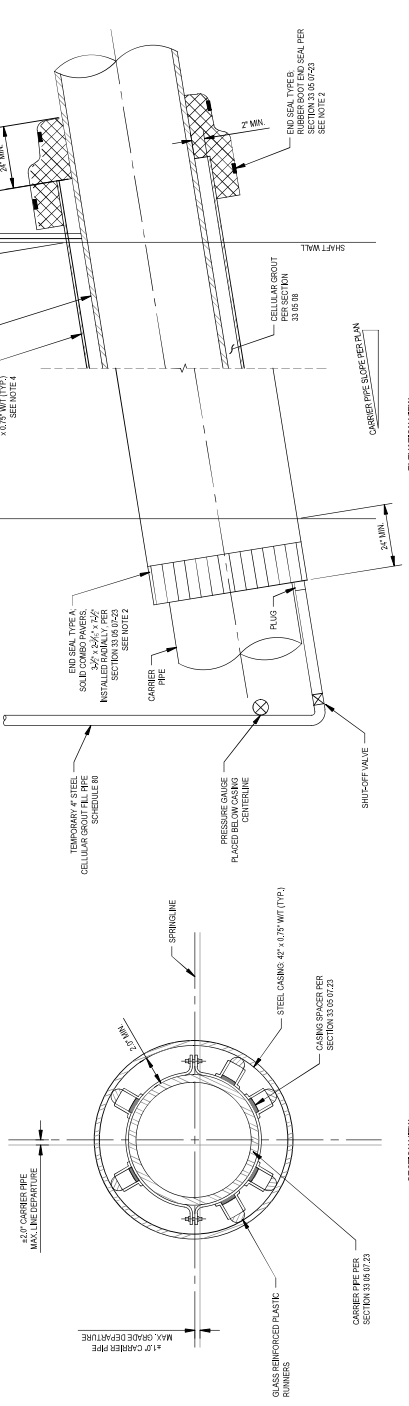 ±2.0" CARRIER PIPE
MAX. LINE DEPARTURE
±1.0" CARRIER PIPE
MAX. GRADE DEPARTURE
SPRINGLINE
2.0" MIN.
STEEL CASING: 42" x 0.75" W/T (TYP.)
CASING SPACER PER
SECTION 33 05 07.23
CARRIER PIPE PER
SECTION 33 05 07.23
GLASS REINFORCED PLASTIC
RUNNERS
TEMPORARY 4" STEEL
CELLULAR GROUT FILL PIPE
SCHEDULE 80
END SEAL TYPE A;
SOLID COMBO PAVERS,
INSTALLED RADIALLY, PER
SECTION 33 05 07-23
SEE NOTE 2
CARRIER
PIPE
PRESSURE GAUGE
PLACED BELOW CASING
CENTERLINE
PLUG
SHUT-OFF VALVE
24" MIN.
x 0.75" W/T (TYP.)
SEE NOTE 4
24" MIN.
CELLULAR GROUT
PER SECTION
33 05 08
SHAFT WALL
CARRIER PIPE SLOPE PER PLAN
2" MIN.
END SEAL TYPE B;
RUBBER BOOT END SEAL PER
SECTION 33 05 07-23
SEE NOTE 2